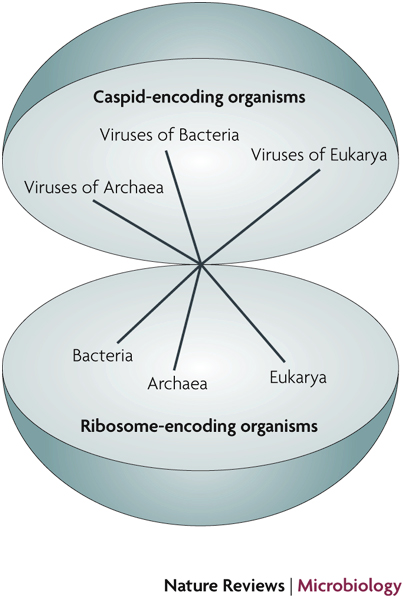 Caspid-encoding organisms
Viruses of Bacteria
Viruses of Eukarya
Viruses of Archaea
Bacteria
Archaea
Eukarya
Ribosome-encoding organisms
Nature Reviews | Microbiology